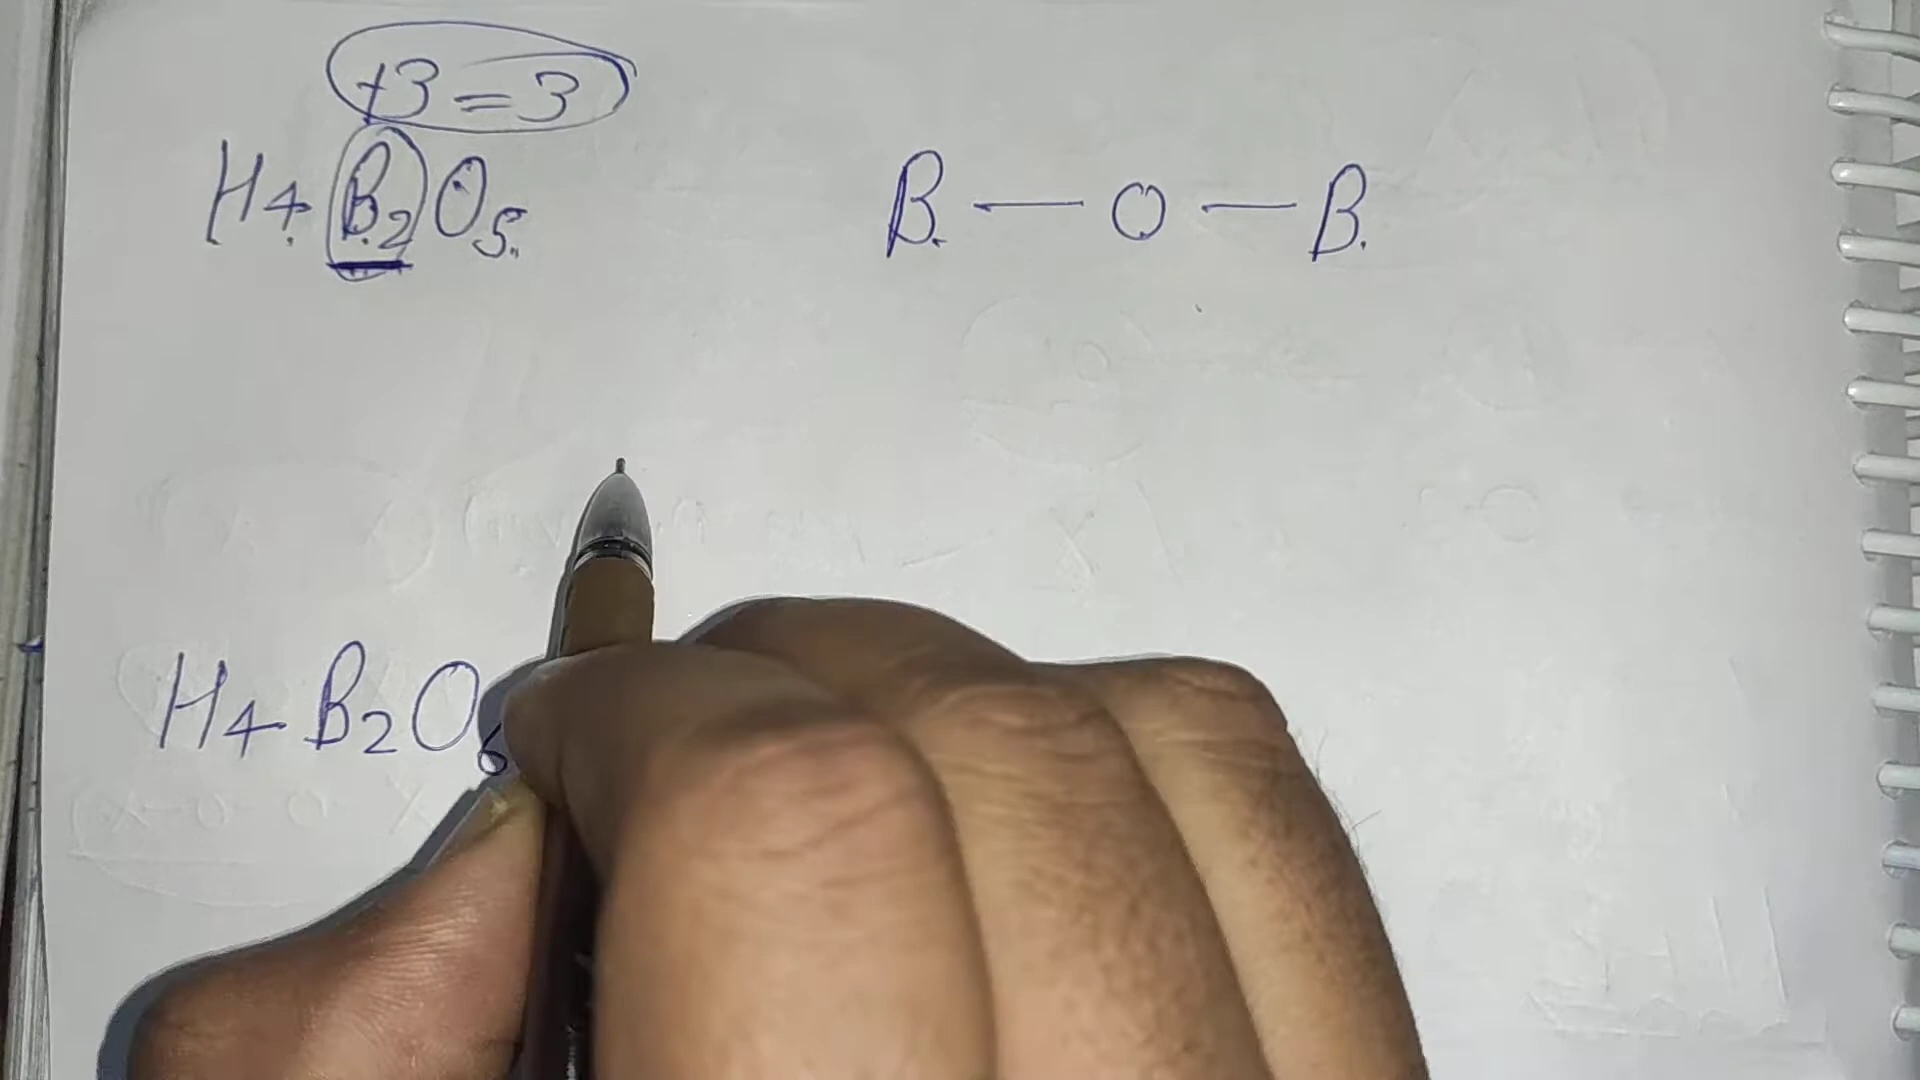 +3 = 3
H4 B2 O5
B — O — B
H4 B2 O6